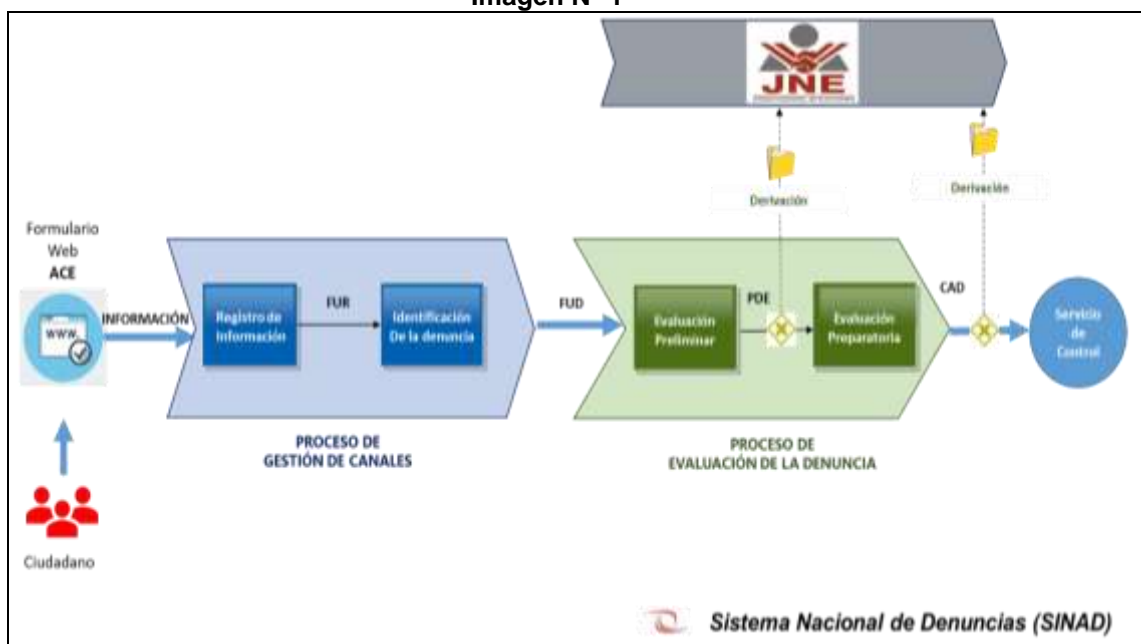 Imagen N° 1
JNE
Derivación
Derivación
Formulario
Web
ACE
WWW.
INFORMACIÓN
Registro de
Información
FUR
Identificación
De la denuncia
FUD
Evaluación
Preliminar
PDE
Evaluación
Preparatoria
CAD
Servicio
de
Control
PROCESO DE
GESTIÓN DE CANALES
PROCESO DE
EVALUACIÓN DE LA DENUNCIA
Ciudadano
Sistema Nacional de Denuncias (SINAD)